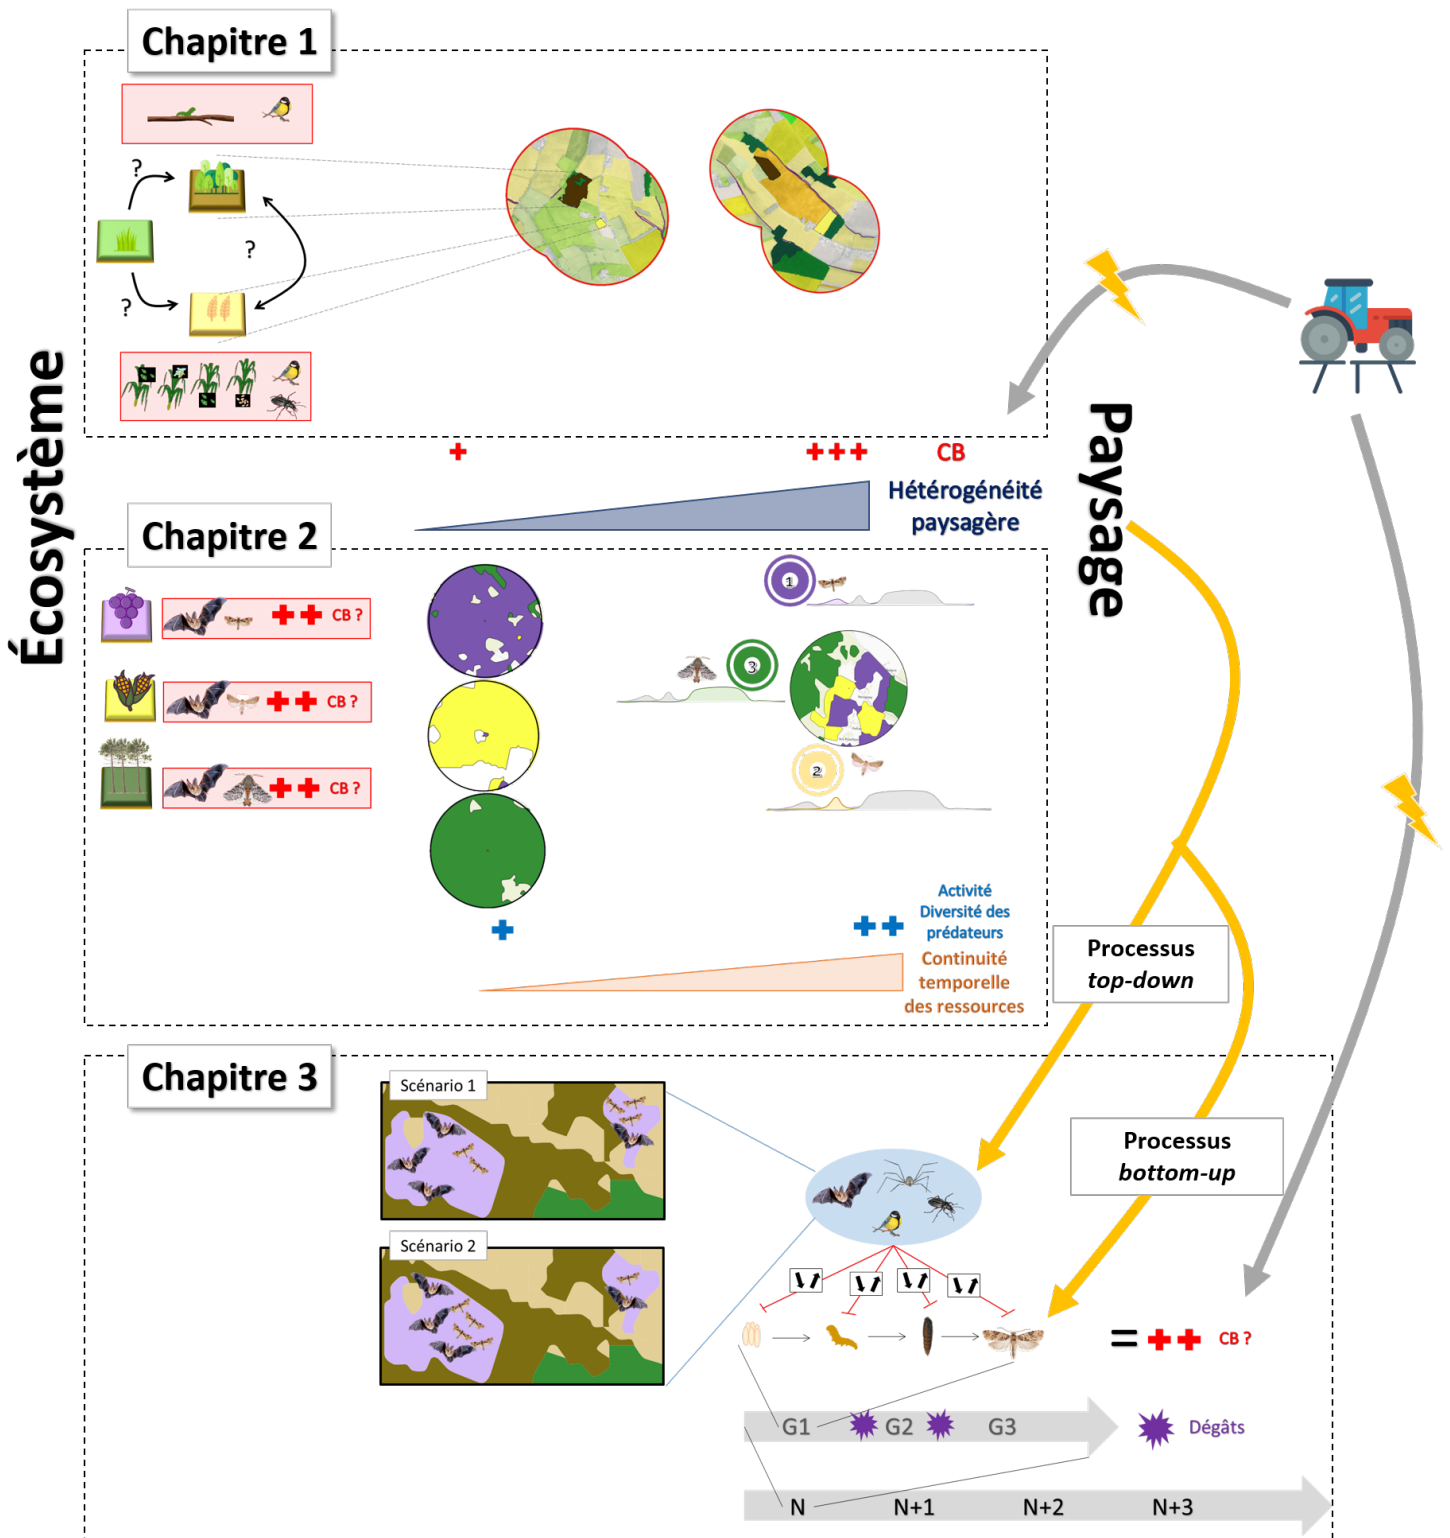 Chapitre 1
?
?
?
Écosystème
Paysage
+
+++
CB
Hétérogénéité
paysagère
Chapitre 2
++ CB ?
++ CB ?
++ CB ?
1
3
2
+
++
Activité
Diversité des
prédateurs
Continuité
temporelle
des ressources
Processus
top-down
Processus
bottom-up
Chapitre 3
Scénario 1
Scénario 2
= ++ CB ?
G1
G2
G3
Dégâts
N
N+1
N+2
N+3